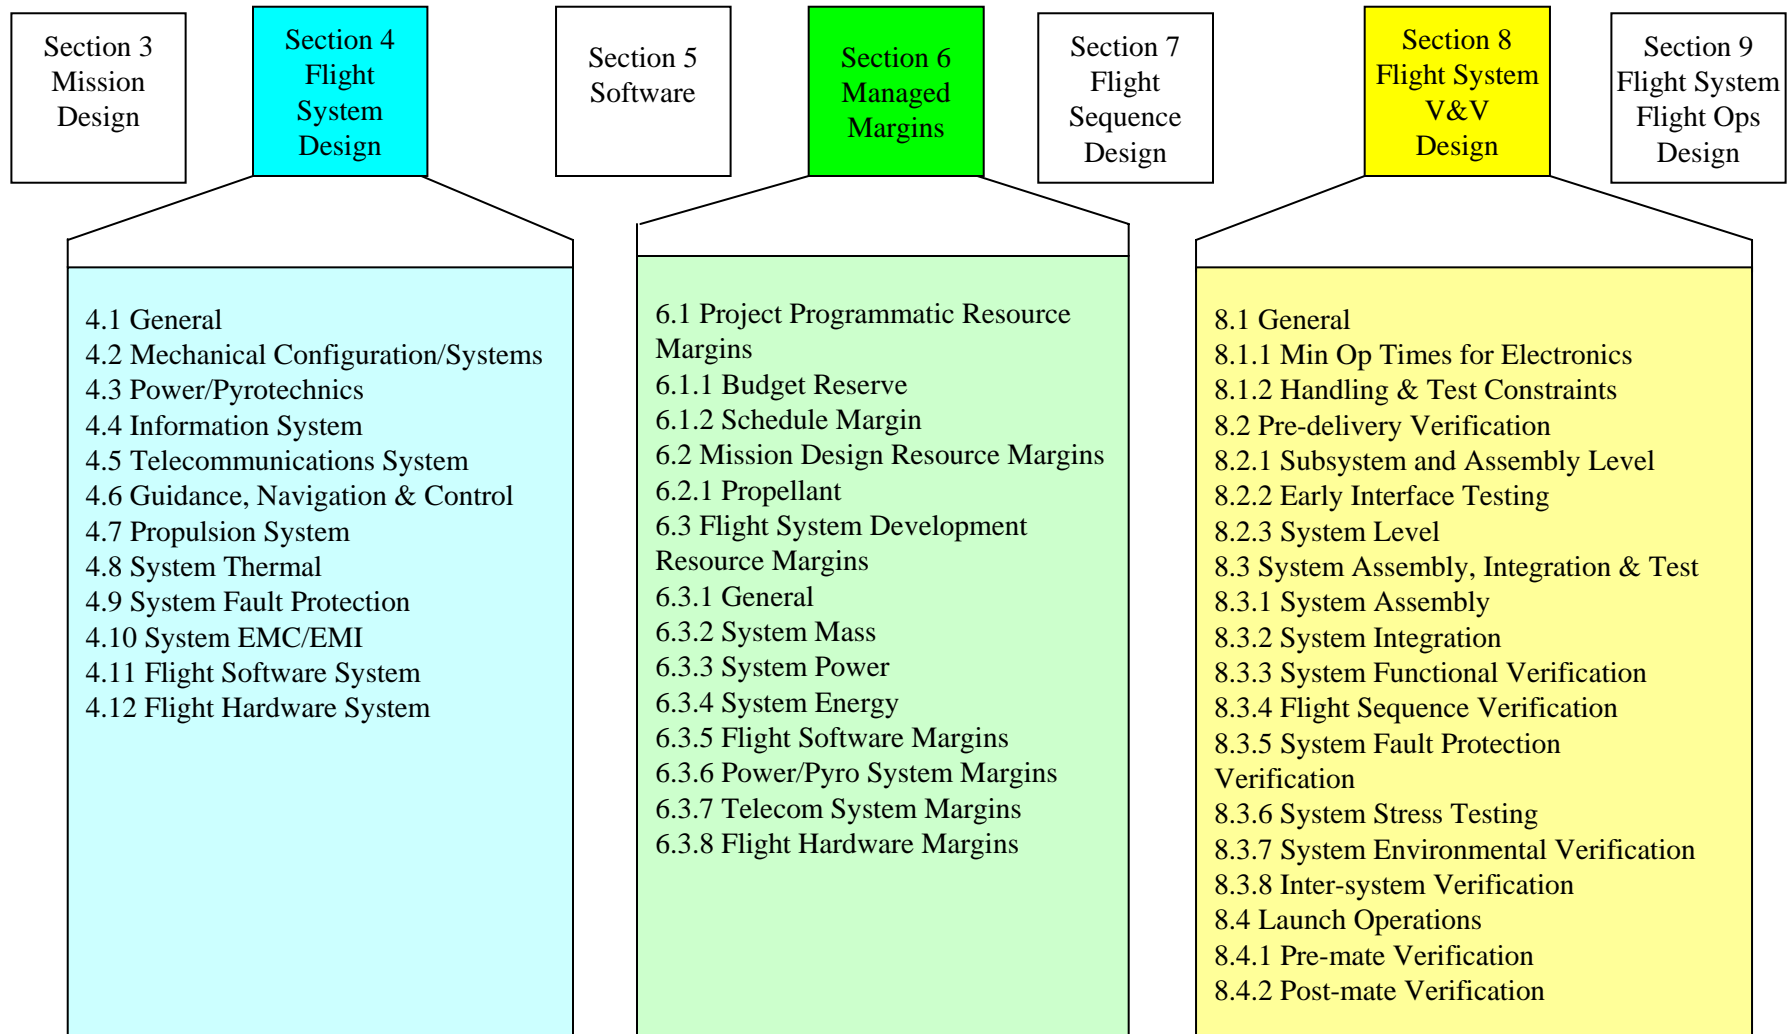 Section 3
Mission
Design
Section 4
Flight
System
Design
Section 5
Software
Section 6
Managed
Margins
Section 7
Flight
Sequence
Design
Section 8
Flight System
V&V
Design
Section 9
Flight System
Flight Ops
Design
4.1 General
4.2 Mechanical Configuration/Systems
4.3 Power/Pyrotechnics
4.4 Information System
4.5 Telecommunications System
4.6 Guidance, Navigation & Control
4.7 Propulsion System
4.8 System Thermal
4.9 System Fault Protection
4.10 System EMC/EMI
4.11 Flight Software System
4.12 Flight Hardware System
6.1 Project Programmatic Resource
Margins
6.1.1 Budget Reserve
6.1.2 Schedule Margin
6.2 Mission Design Resource Margins
6.2.1 Propellant
6.3 Flight System Development
Resource Margins
6.3.1 General
6.3.2 System Mass
6.3.3 System Power
6.3.4 System Energy
6.3.5 Flight Software Margins
6.3.6 Power/Pyro System Margins
6.3.7 Telecom System Margins
6.3.8 Flight Hardware Margins
8.1 General
8.1.1 Min Op Times for Electronics
8.1.2 Handling & Test Constraints
8.2 Pre-delivery Verification
8.2.1 Subsystem and Assembly Level
8.2.2 Early Interface Testing
8.2.3 System Level
8.3 System Assembly, Integration & Test
8.3.1 System Assembly
8.3.2 System Integration
8.3.3 System Functional Verification
8.3.4 Flight Sequence Verification
8.3.5 System Fault Protection
Verification
8.3.6 System Stress Testing
8.3.7 System Environmental Verification
8.3.8 Inter-system Verification
8.4 Launch Operations
8.4.1 Pre-mate Verification
8.4.2 Post-mate Verification